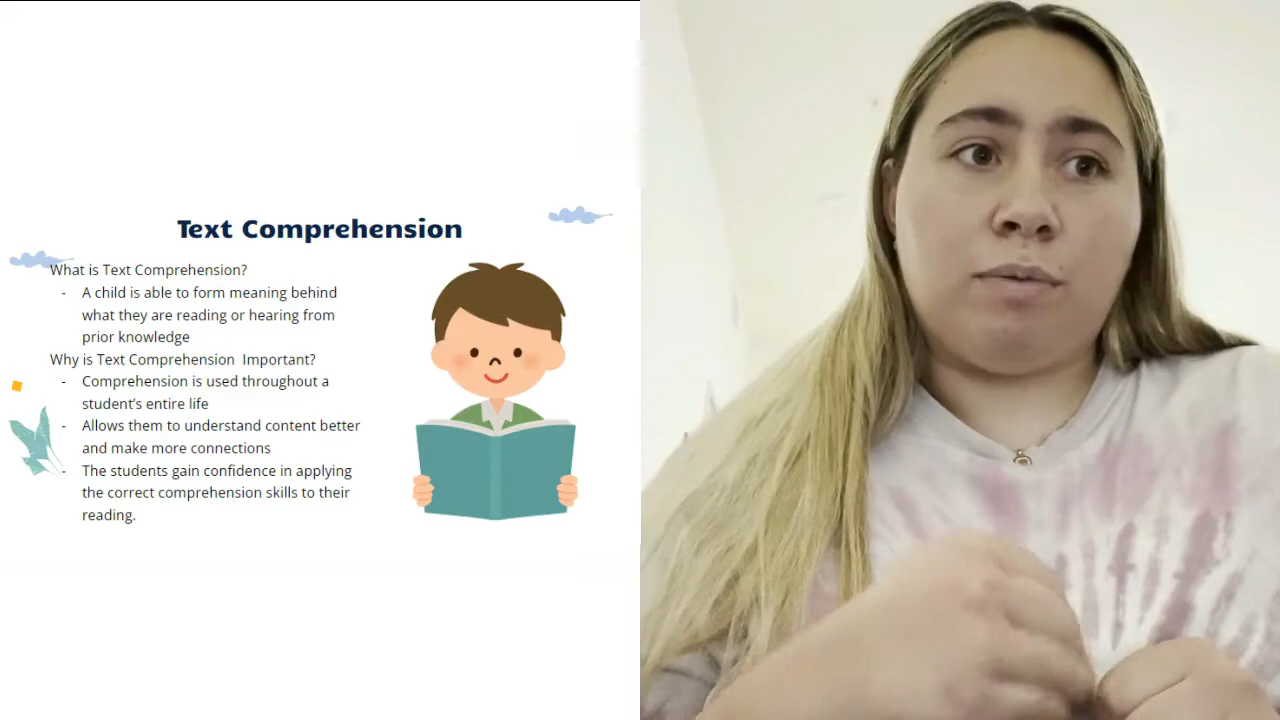 Text Comprehension
What is Text Comprehension?
- A child is able to form meaning behind
what they are reading or hearing from
prior knowledge
Why is Text Comprehension Important?
- Comprehension is used throughout a
student’s entire life
- Allows them to understand content better
and make more connections
- The students gain confidence in applying
the correct comprehension skills to their
reading.